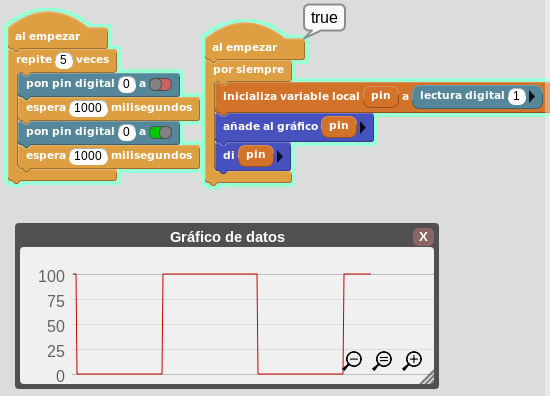 al empezar
repite 5 veces
pon pin digital 0 a
espera 1000 milisegundos
pon pin digital 0 a
espera 1000 milisegundos
true
al empezar
por siempre
inicializa variable local pin a lectura digital 1
añade al gráfico pin
di pin
Gráfico de datos X
100
75
50
25
0